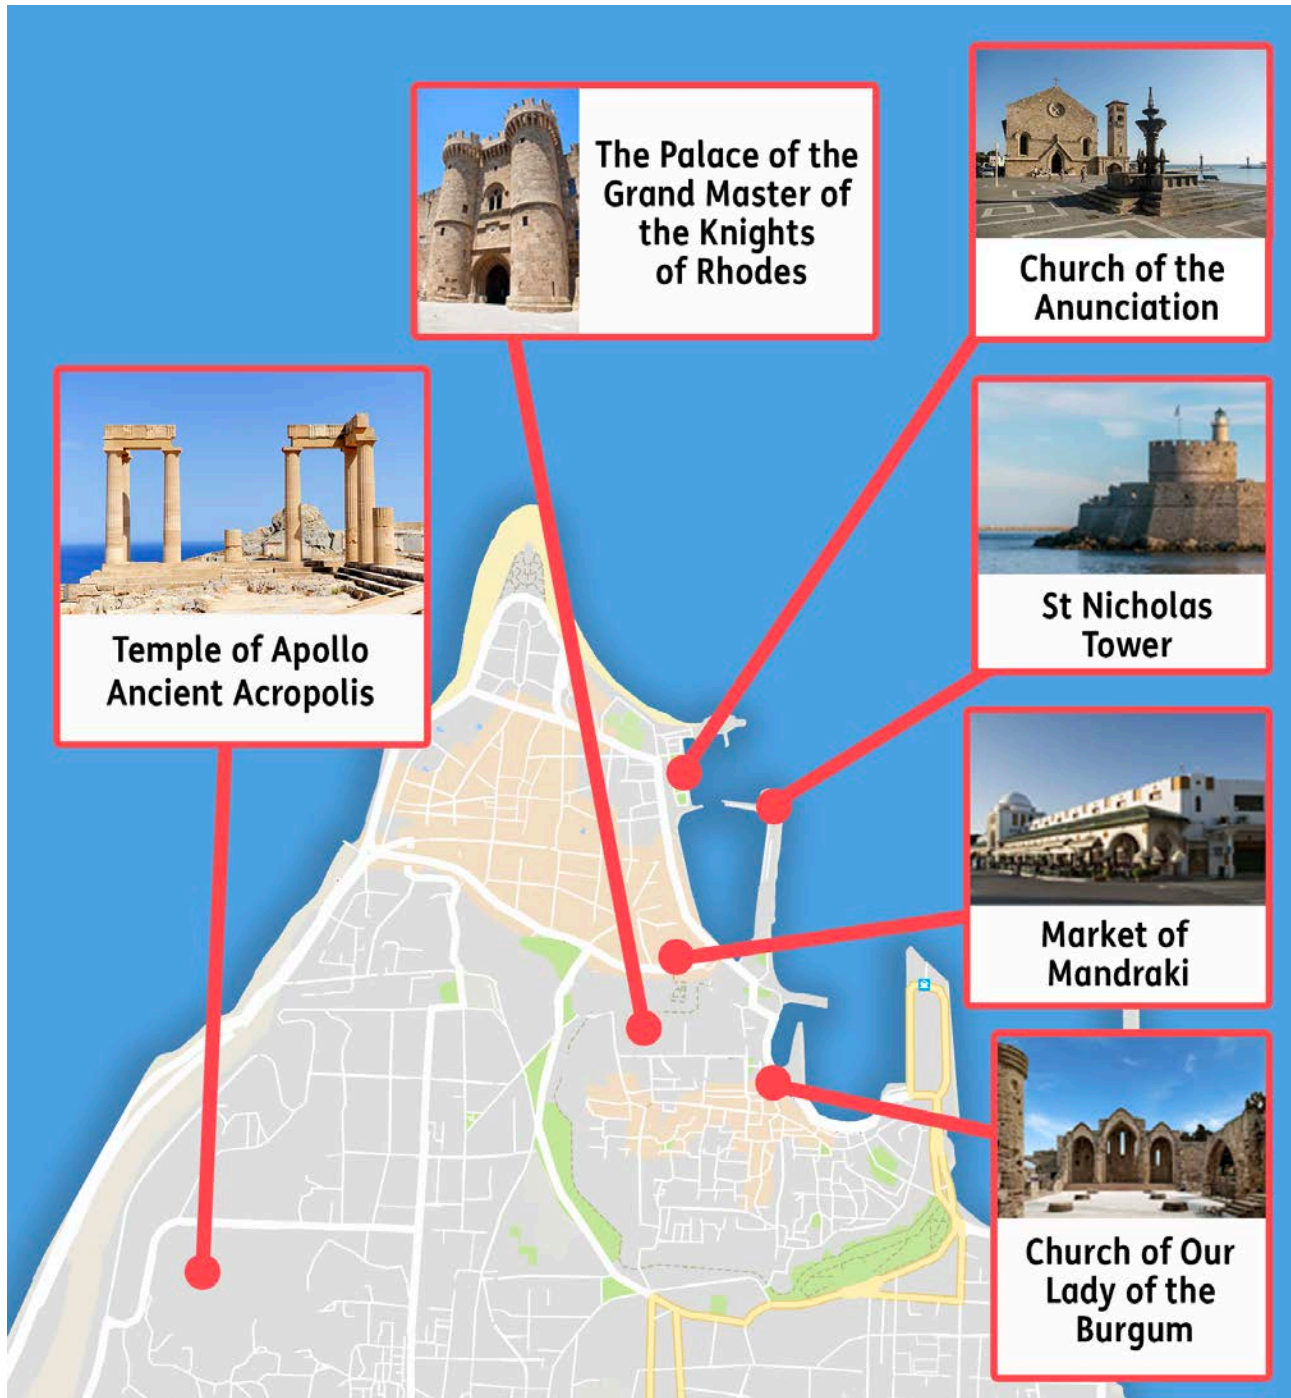 The Palace of the
Grand Master of
the Knights
of Rhodes
Church of the
Anunciation
Temple of Apollo
Ancient Acropolis
St Nicholas
Tower
Market of
Mandraki
Church of Our
Lady of the
Burgum